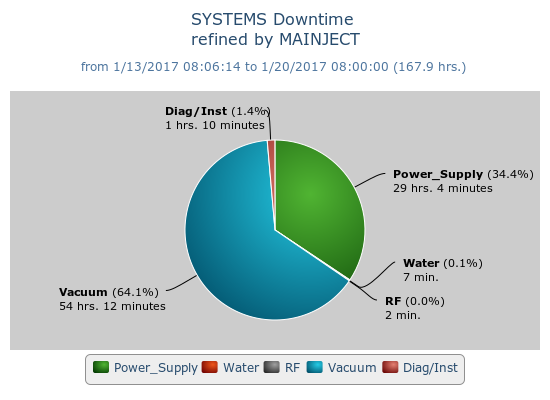 SYSTEMS Downtime
refined by MAINJECT
from 1/13/2017 08:06:14 to 1/20/2017 08:00:00 (167.9 hrs.)
Diag/Inst (1.4%)
1 hrs. 10 minutes
Power_Supply (34.4%)
29 hrs. 4 minutes
Water (0.1%)
7 min.
Vacuum (64.1%)
54 hrs. 12 minutes
RF (0.0%)
2 min.
Power_Supply Water RF Vacuum Diag/Inst